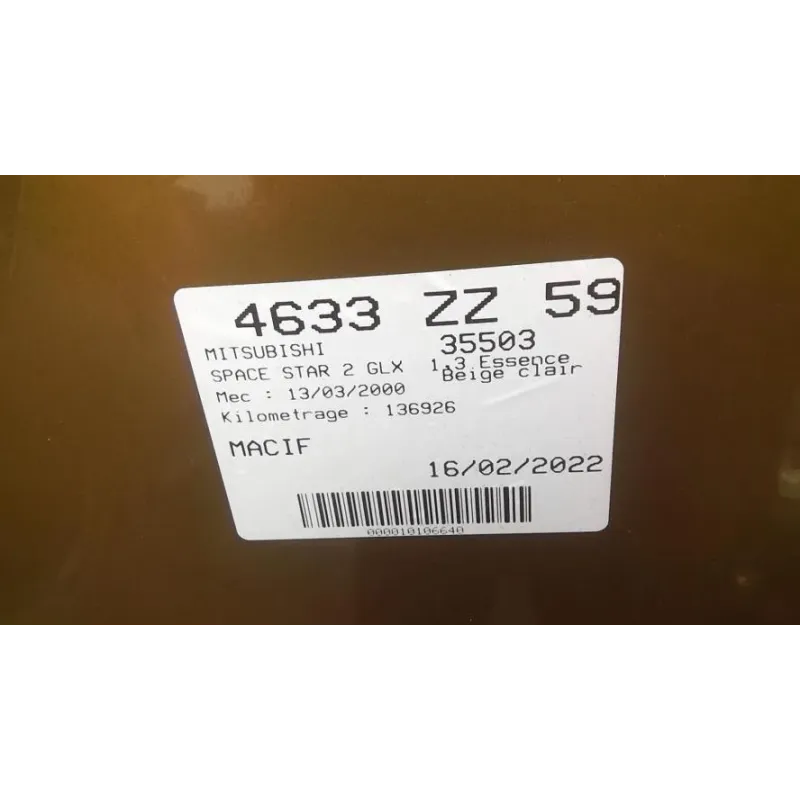 4633 ZZ 59
MITSUBISHI 35503
SPACE STAR 2 GLX 1.3 Essence
Mec : 13/03/2000 Beige clair
Kilometrage : 136926
MACIF
16/02/2022
000010106640